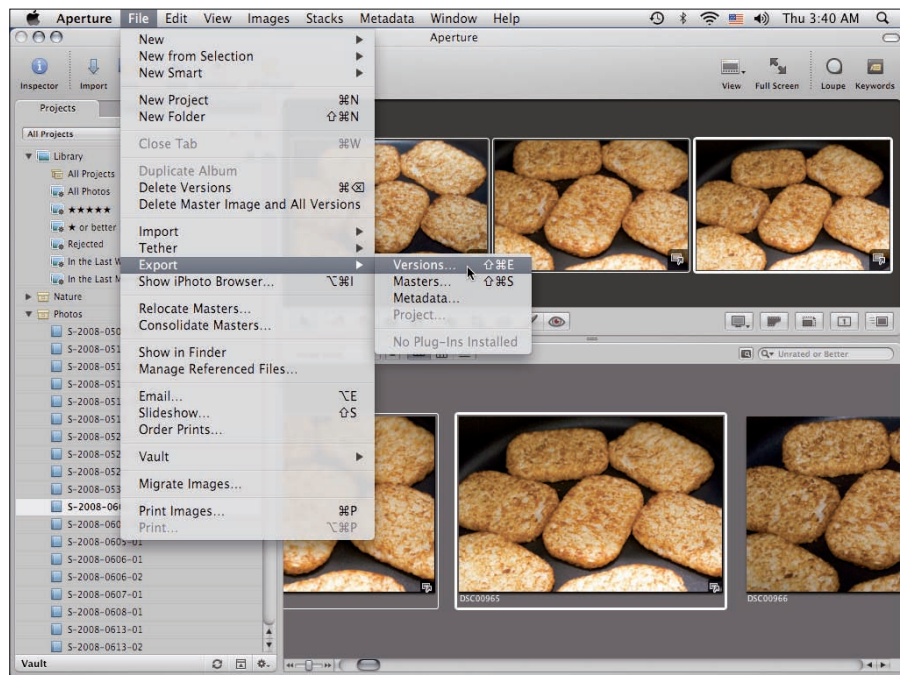 Aperture File Edit View Images Stacks Metadata Window Help Thu 3:40 AM
Aperture
Inspector Import
View Full Screen Loupe Keywords
Projects
All Projects
Library
All Projects
All Photos
★★★★★
★ or better
Rejected
In the Last
In the Last
Nature
Photos
S-2008-050
S-2008-051
S-2008-051
S-2008-051
S-2008-051
S-2008-051
S-2008-052
S-2008-052
S-2008-052
S-2008-053
S-2008-060
S-2008-060
S-2008-0605-01
S-2008-0606-01
S-2008-0606-02
S-2008-0607-01
S-2008-0608-01
S-2008-0613-01
S-2008-0613-02
Vault
New
New from Selection
New Smart
New Project ⌘N
New Folder ⇧⌘N
Close Tab ⌘W
Duplicate Album
Delete Versions ⌘⌫
Delete Master Image and All Versions
Import
Tether
Export
Show iPhoto Browser... ⌥⌘I
Relocate Masters...
Consolidate Masters...
Show in Finder
Manage Referenced Files...
Email... ⌥E
Slideshow... ⇧S
Order Prints...
Vault
Migrate Images...
Print Images... ⌘P
Print... ⌥⌘P
Versions... ⇧⌘E
Masters... ⇧⌘S
Metadata...
Project...
No Plug-Ins Installed
Unrated or Better
DSC00965
DSC00966